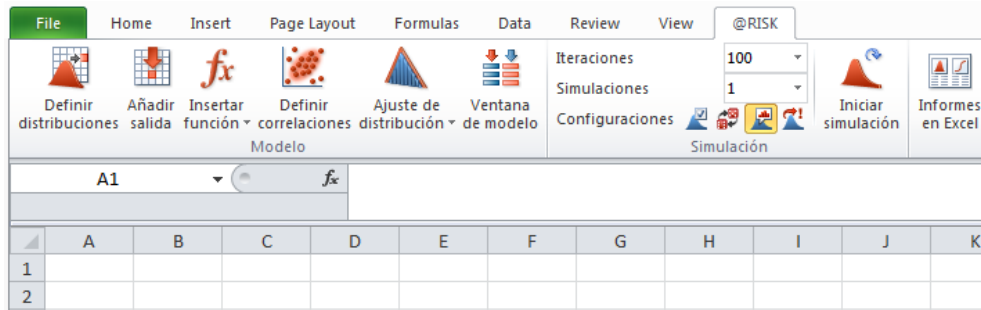 File Home Insert Page Layout Formulas Data Review View @RISK
Definir distribuciones
Añadir salida
Insertar función
Definir correlaciones
Ajuste de distribución
Ventana de modelo
Modelo
Iteraciones 100
Simulaciones 1
Configuraciones
Iniciar simulación
Simulación
Informes en Excel
A1 fx
A B C D E F G H I J K
1
2